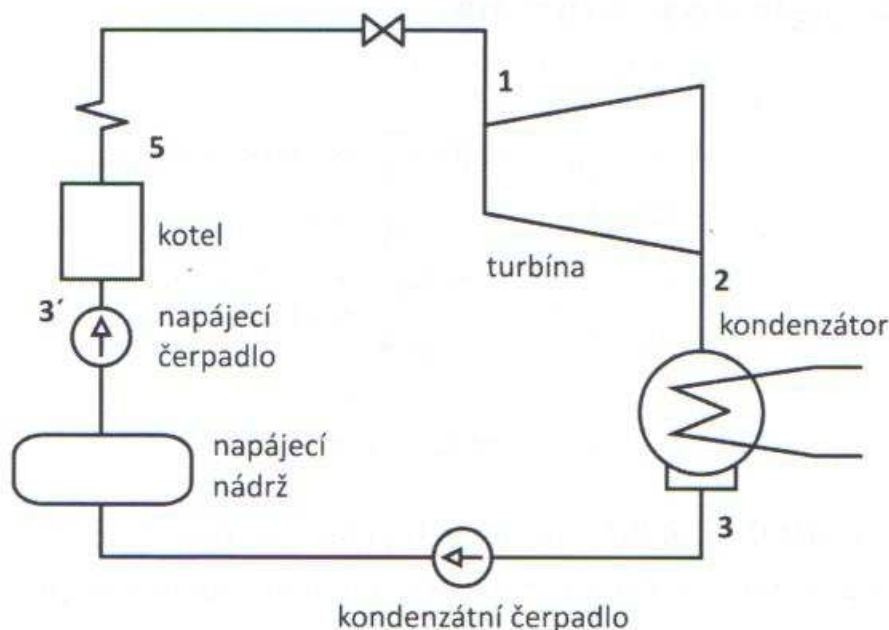 1
5
kotel
turbína
2
3´
napájecí
čerpadlo
kondenzátor
napájecí
nádrž
3
kondenzátní čerpadlo